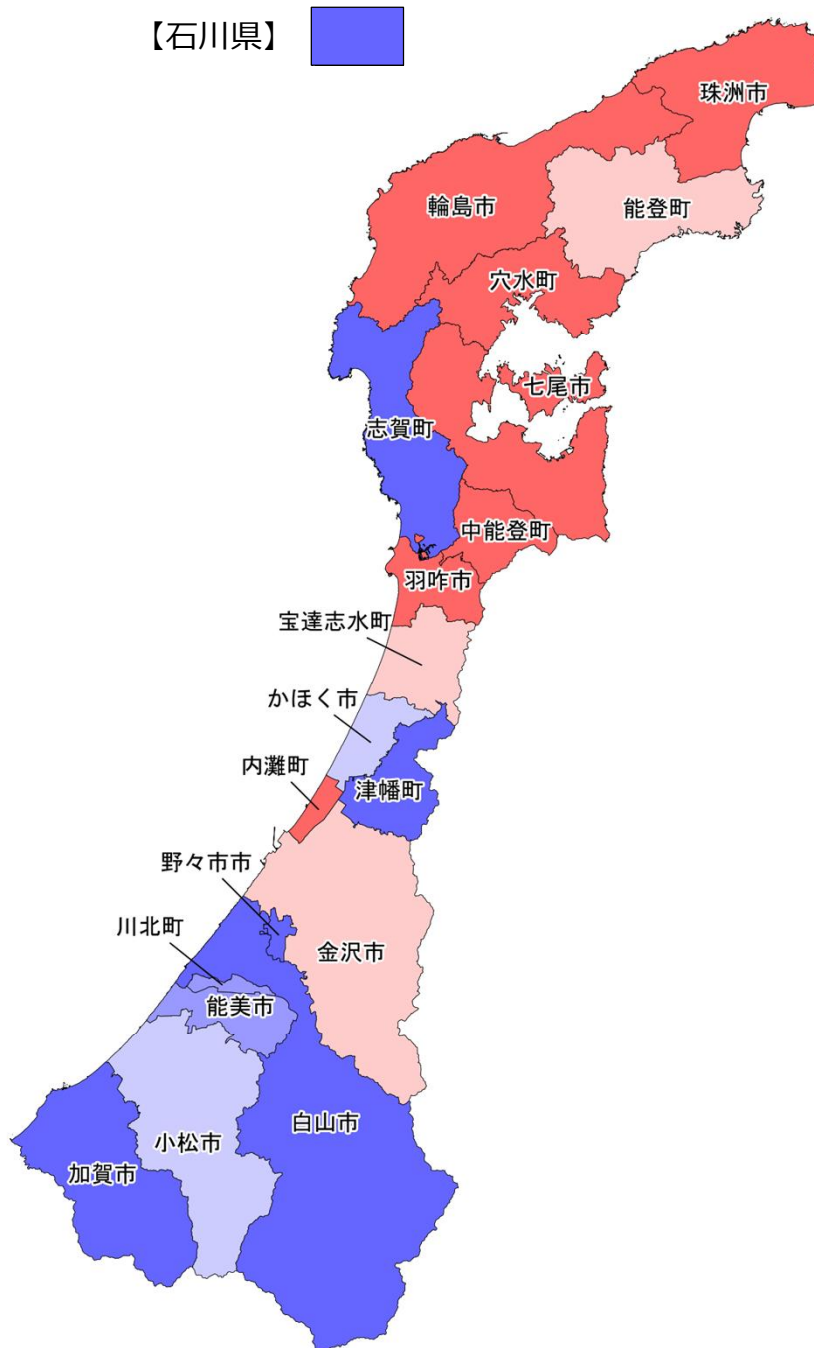 【石川県】
珠洲市
輪島市
能登町
穴水町
七尾市
志賀町
中能登町
羽咋市
宝達志水町
かほく市
内灘町
津幡町
野々市市
川北町
金沢市
能美市
白山市
小松市
加賀市